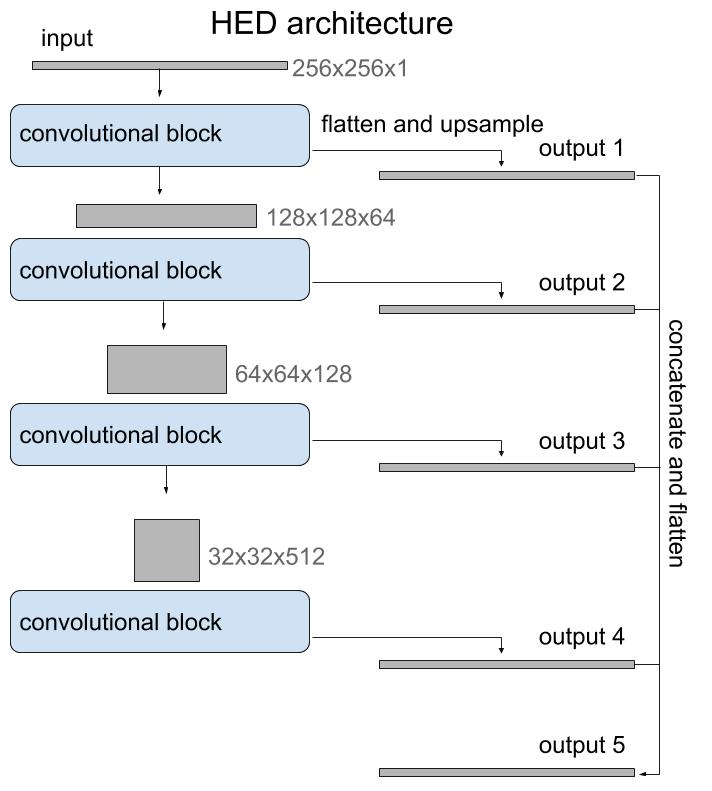 HED architecture
input
256x256x1
convolutional block
flatten and upsample
output 1
128x128x64
convolutional block
output 2
64x64x128
convolutional block
output 3
concatenate and flatten
32x32x512
convolutional block
output 4
output 5